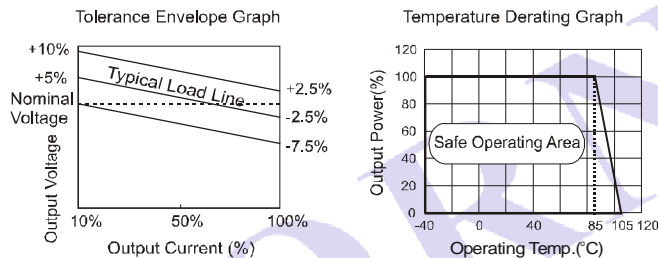 Tolerance Envelope Graph
+10%
+5%
Nominal
Voltage
Output Voltage
Typical Load Line
+2.5%
-2.5%
-7.5%
10%
50%
100%
Output Current (%)
Temperature Derating Graph
Output Power(%)
120
100
80
60
40
20
0
Safe Operating Area
-40
0
40
85
105
120
Operating Temp.(°C)